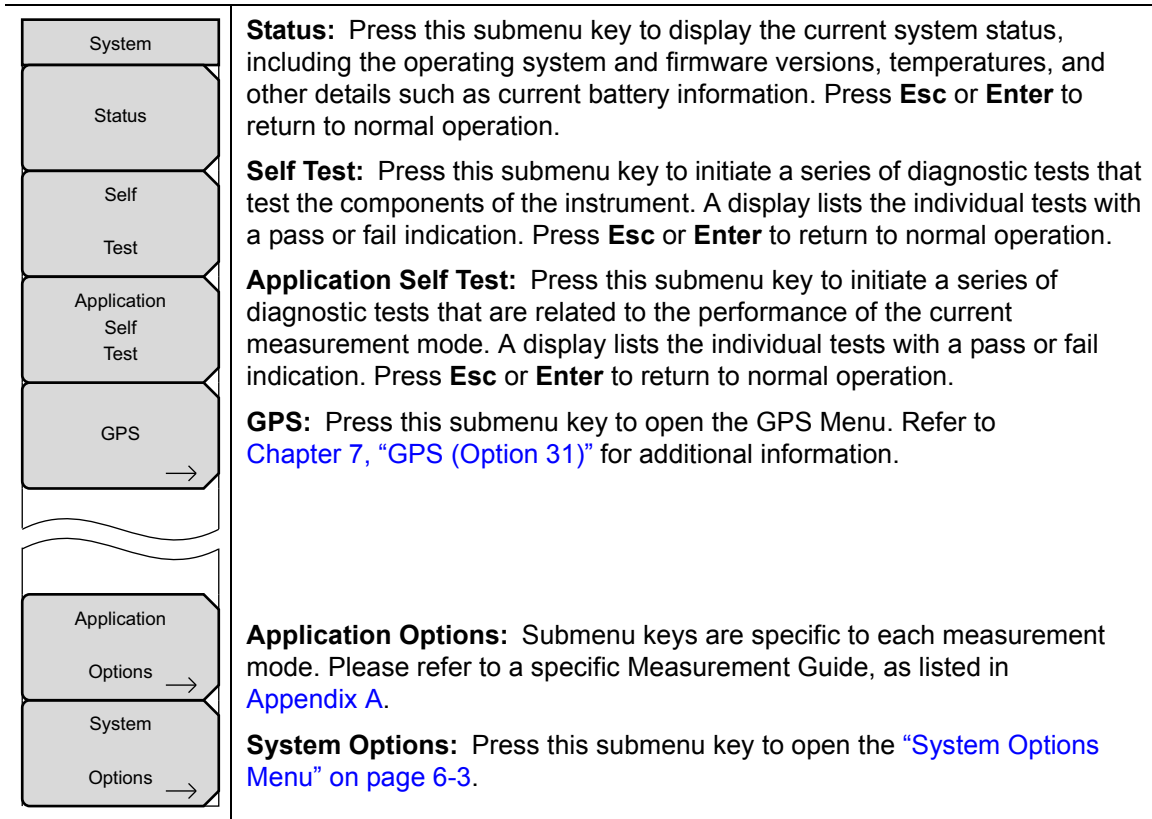 System
Status
Self
Test
Application
Self
Test
GPS
Application
Options
System
Options
Status: Press this submenu key to display the current system status,
including the operating system and firmware versions, temperatures, and
other details such as current battery information. Press Esc or Enter to
return to normal operation.
Self Test: Press this submenu key to initiate a series of diagnostic tests that
test the components of the instrument. A display lists the individual tests with
a pass or fail indication. Press Esc or Enter to return to normal operation.
Application Self Test: Press this submenu key to initiate a series of
diagnostic tests that are related to the performance of the current
measurement mode. A display lists the individual tests with a pass or fail
indication. Press Esc or Enter to return to normal operation.
GPS: Press this submenu key to open the GPS Menu. Refer to
Chapter 7, “GPS (Option 31)” for additional information.
Application Options: Submenu keys are specific to each measurement
mode. Please refer to a specific Measurement Guide, as listed in
Appendix A.
System Options: Press this submenu key to open the “System Options
Menu” on page 6-3.